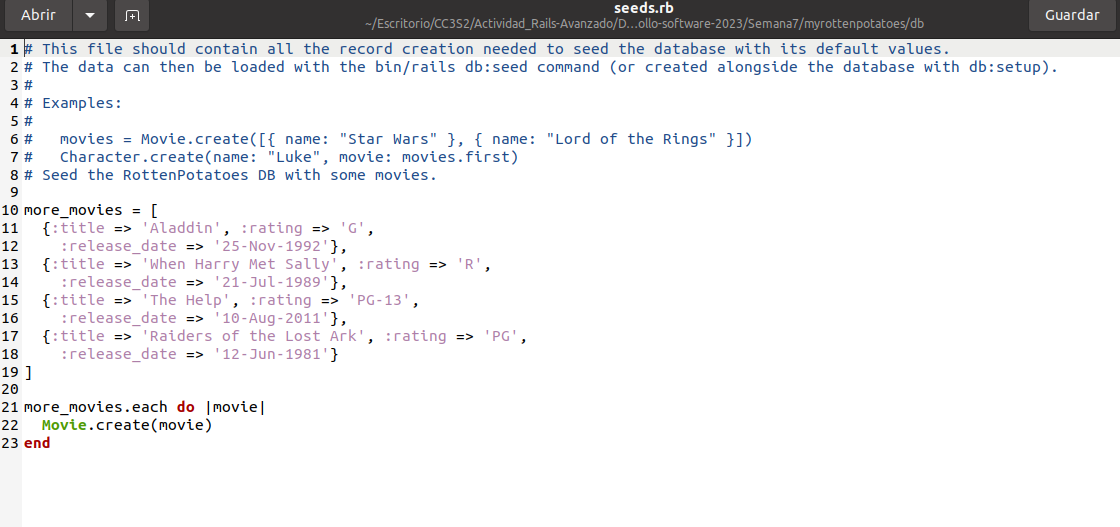 Abrir
seeds.rb
~/Escritorio/CC3S2/Actividad_Rails-Avanzado/D…ollo-software-2023/Semana7/myrottenpotatoes/db
Guardar
1 # This file should contain all the record creation needed to seed the database with its default values.
2 # The data can then be loaded with the bin/rails db:seed command (or created alongside the database with db:setup).
3 #
4 # Examples:
5 #
6 #   movies = Movie.create([{ name: "Star Wars" }, { name: "Lord of the Rings" }])
7 #   Character.create(name: "Luke", movie: movies.first)
8 # Seed the RottenPotatoes DB with some movies.
9
10 more_movies = [
11   {:title => 'Aladdin', :rating => 'G',
12     :release_date => '25-Nov-1992'},
13   {:title => 'When Harry Met Sally', :rating => 'R',
14     :release_date => '21-Jul-1989'},
15   {:title => 'The Help', :rating => 'PG-13',
16     :release_date => '10-Aug-2011'},
17   {:title => 'Raiders of the Lost Ark', :rating => 'PG',
18     :release_date => '12-Jun-1981'}
19 ]
20
21 more_movies.each do |movie|
22   Movie.create(movie)
23 end